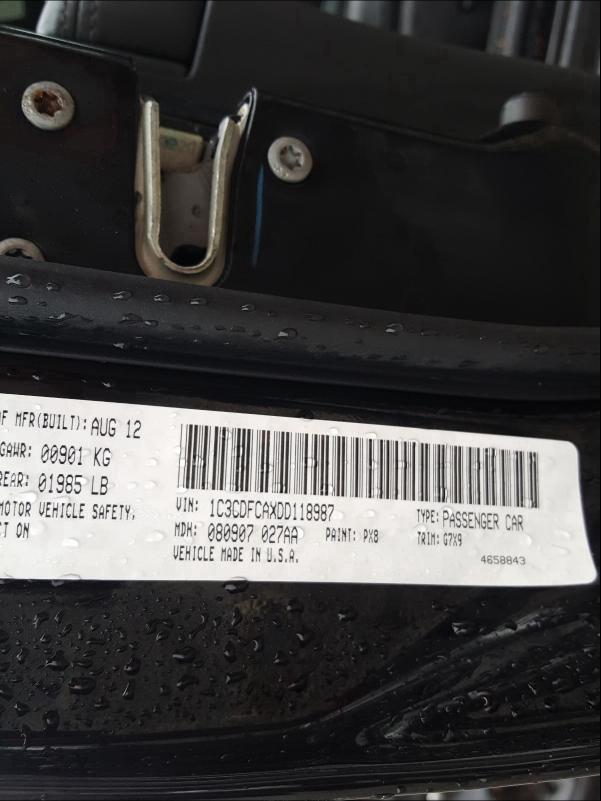 MFR(BUILT): AUG 12
GAWR: 00901 KG
REAR: 01985 LB
MOTOR VEHICLE SAFETY,
ON
VIN: 1C3CDFCAXDD118987 TYPE: PASSENGER CAR
MDH: 080907 027AA PAINT: PX8 TRIM: G7X9
VEHICLE MADE IN U.S.A. 4658843